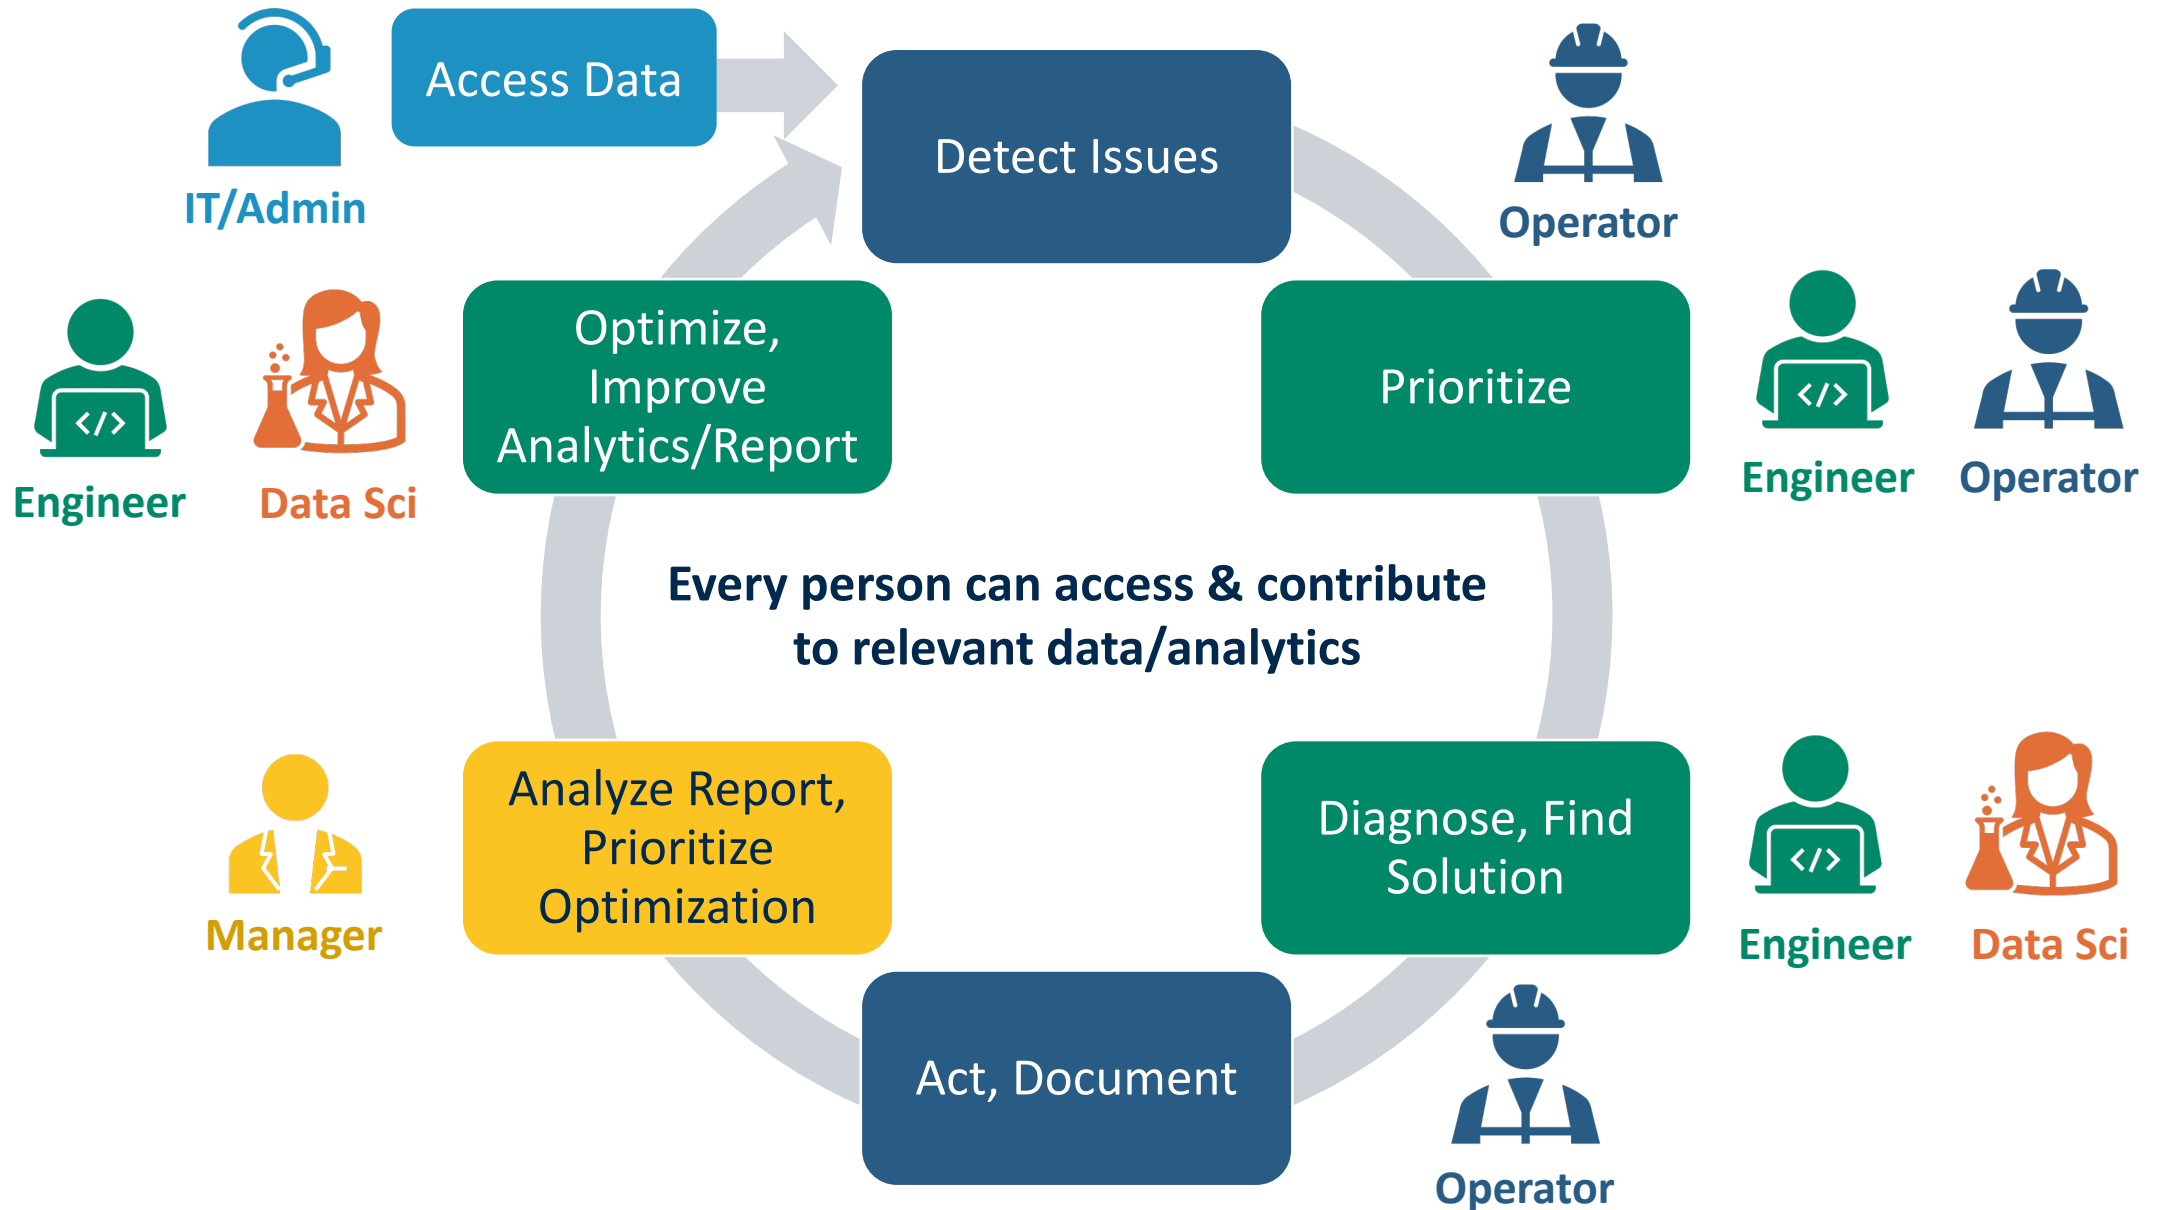 Access Data
IT/Admin
Detect Issues
Operator
Prioritize
Engineer
Operator
Diagnose, Find
Solution
Engineer
Data Sci
Act, Document
Operator
Analyze Report,
Prioritize
Optimization
Manager
Optimize,
Improve
Analytics/Report
Engineer
</>
Data Sci
Every person can access & contribute
to relevant data/analytics
</>
</>